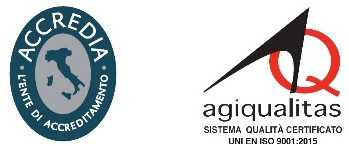 ACCREDIA
L'ENTE DI ACCREDITAMENTO
agiqualitas
SISTEMA QUALITÀ CERTIFICATO
UNI EN ISO 9001:2015